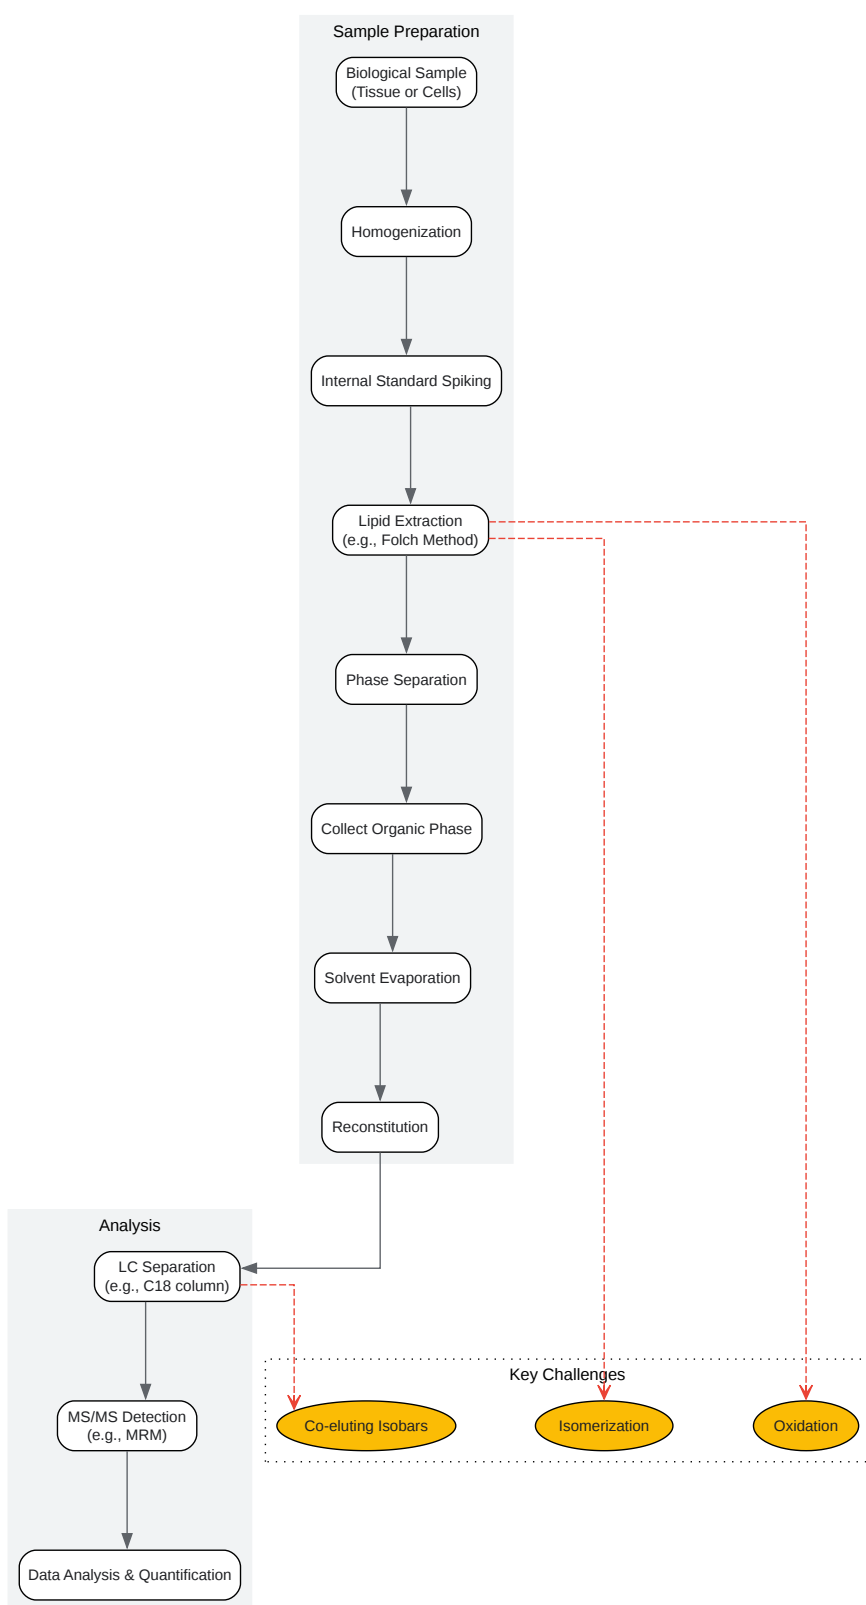 Sample Preparation
Biological Sample
(Tissue or Cells)
Homogenization
Internal Standard Spiking
Lipid Extraction
(e.g., Folch Method)
Phase Separation
Collect Organic Phase
Solvent Evaporation
Reconstitution
Analysis
LC Separation
(e.g., C18 column)
MS/MS Detection
(e.g., MRM)
Data Analysis & Quantification
Key Challenges
Co-eluting Isobars
Isomerization
Oxidation